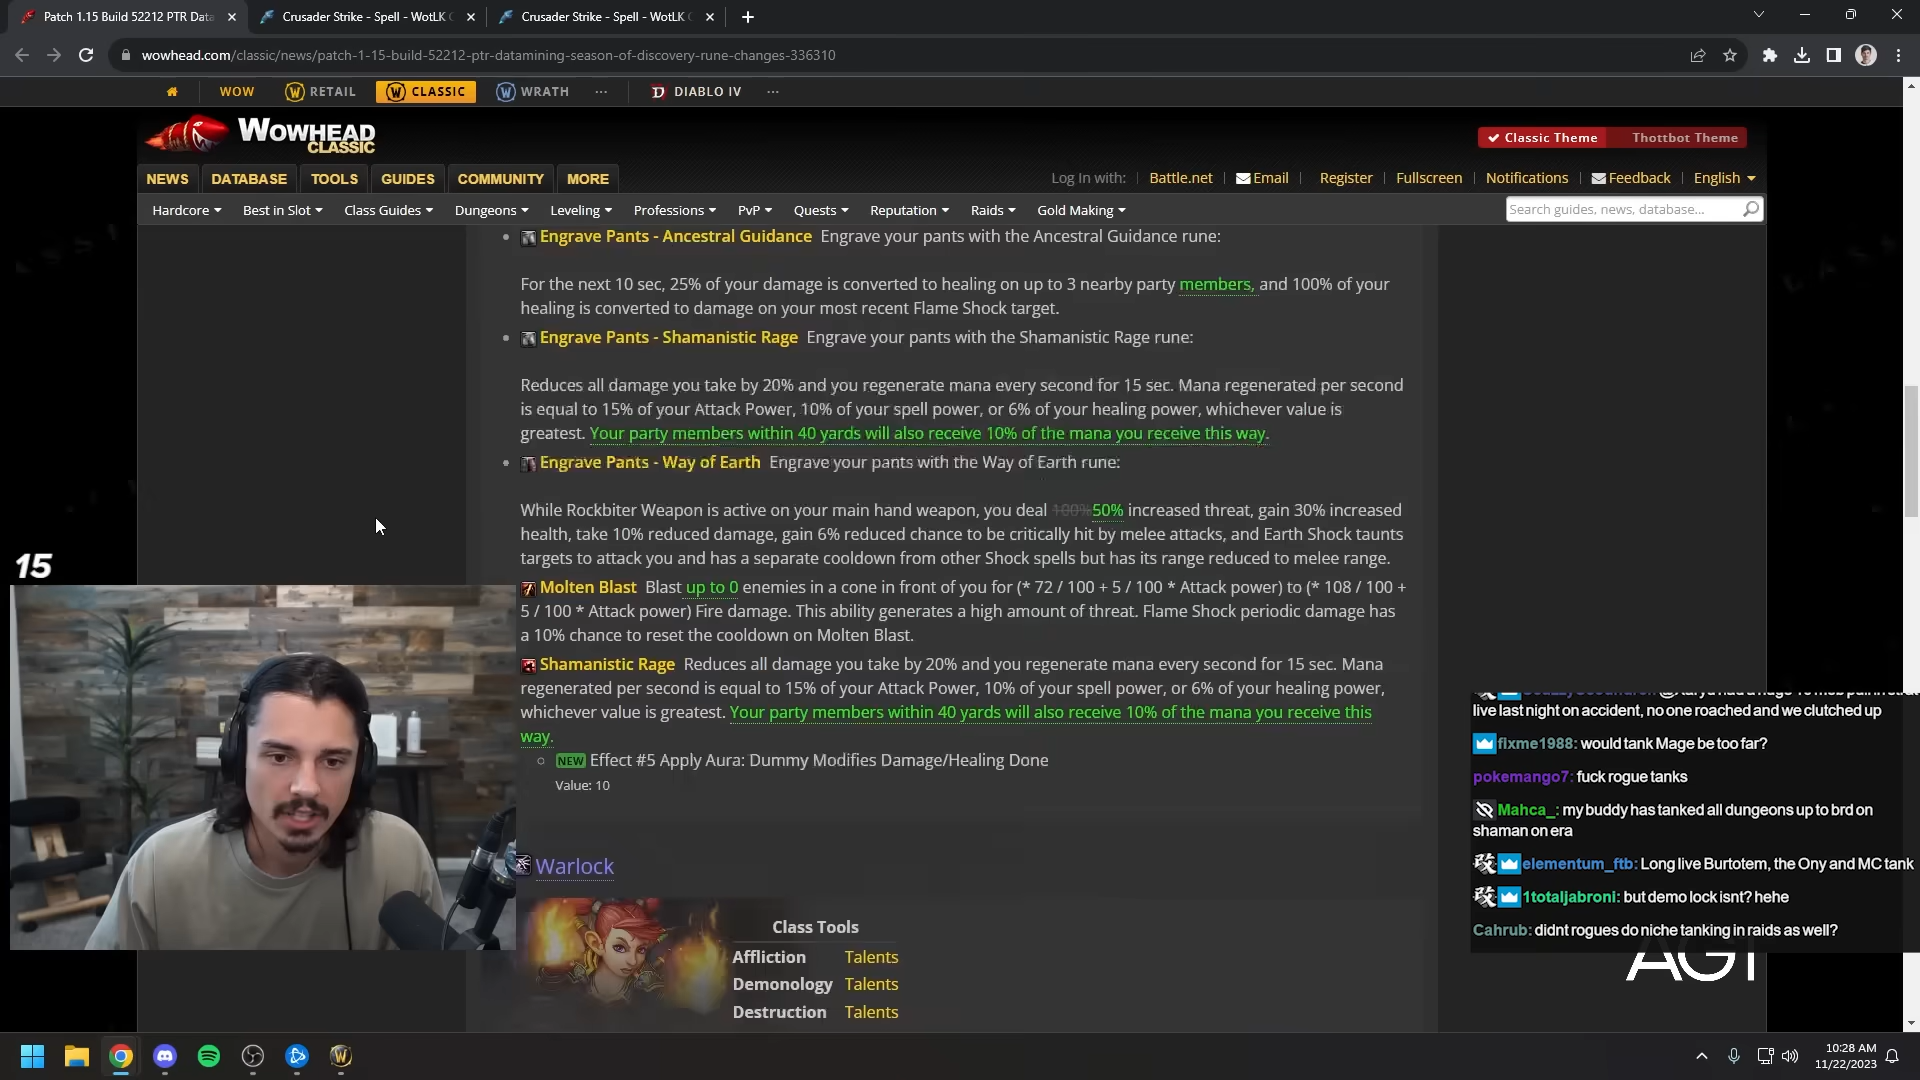 Patch 1.15 Build 52212 PTR Data
Crusader Strike - Spell - WotLK C
Crusader Strike - Spell - WotLK C
wowhead.com/classic/news/patch-1-15-build-52212-ptr-datamining-season-of-discovery-rune-changes-336310
WOW RETAIL CLASSIC WRATH ... DIABLO IV ...
WOWHEAD
CLASSIC
Classic Theme Thottbot Theme
NEWS DATABASE TOOLS GUIDES COMMUNITY MORE
Log In with: Battle.net Email Register Fullscreen Notifications Feedback English
Hardcore Best in Slot Class Guides Dungeons Leveling Professions PvP Quests Reputation Raids Gold Making
Search guides, news, database...
Engrave Pants - Ancestral Guidance Engrave your pants with the Ancestral Guidance rune:
For the next 10 sec, 25% of your damage is converted to healing on up to 3 nearby party members, and 100% of your
healing is converted to damage on your most recent Flame Shock target.
Engrave Pants - Shamanistic Rage Engrave your pants with the Shamanistic Rage rune:
Reduces all damage you take by 20% and you regenerate mana every second for 15 sec. Mana regenerated per second
is equal to 15% of your Attack Power, 10% of your spell power, or 6% of your healing power, whichever value is
greatest. Your party members within 40 yards will also receive 10% of the mana you receive this way.
Engrave Pants - Way of Earth Engrave your pants with the Way of Earth rune:
While Rockbiter Weapon is active on your main hand weapon, you deal 100% 50% increased threat, gain 30% increased
health, take 10% reduced damage, gain 6% reduced chance to be critically hit by melee attacks, and Earth Shock taunts
targets to attack you and has a separate cooldown from other Shock spells but has its range reduced to melee range.
Molten Blast Blast up to 0 enemies in a cone in front of you for (* 72 / 100 + 5 / 100 * Attack power) to (* 108 / 100 +
5 / 100 * Attack power) Fire damage. This ability generates a high amount of threat. Flame Shock periodic damage has
a 10% chance to reset the cooldown on Molten Blast.
Shamanistic Rage Reduces all damage you take by 20% and you regenerate mana every second for 15 sec. Mana
regenerated per second is equal to 15% of your Attack Power, 10% of your spell power, or 6% of your healing power,
whichever value is greatest. Your party members within 40 yards will also receive 10% of the mana you receive this
way.
NEW Effect #5 Apply Aura: Dummy Modifies Damage/Healing Done
Value: 10
Warlock
Class Tools
Affliction Talents
Demonology Talents
Destruction Talents
15
live last night on accident, no one roached and we clutched up
fixme1988: would tank Mage be too far?
pokemango7: fuck rogue tanks
Mahca_: my buddy has tanked all dungeons up to brd on
shaman on era
elementum_ftb: Long live Burtotem, the Ony and MC tank
1totaljabroni: but demo lock isnt? hehe
Cahrub: didnt rogues do niche tanking in raids as well?
10:28 AM
11/22/2023